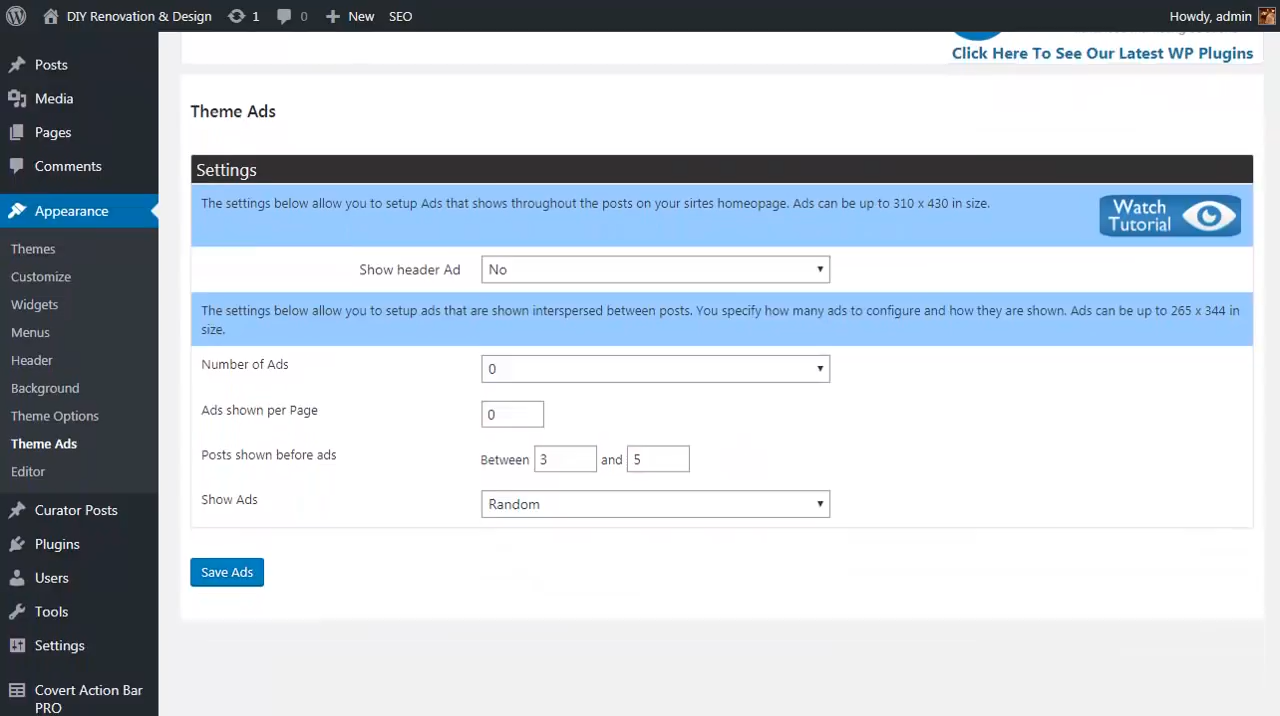 DIY Renovation & Design 1 0 New SEO Howdy, admin
Click Here To See Our Latest WP Plugins
Posts
Media
Pages
Comments
Appearance
Themes
Customize
Widgets
Menus
Header
Background
Theme Options
Theme Ads
Editor
Curator Posts
Plugins
Users
Tools
Settings
Covert Action Bar
PRO
Theme Ads
Settings
The settings below allow you to setup Ads that shows throughout the posts on your sirtes homeopage. Ads can be up to 310 x 430 in size.
Watch
Tutorial
Show header Ad No
The settings below allow you to setup ads that are shown interspersed between posts. You specify how many ads to configure and how they are shown. Ads can be up to 265 x 344 in
size.
Number of Ads 0
Ads shown per Page 0
Posts shown before ads Between 3 and 5
Show Ads Random
Save Ads